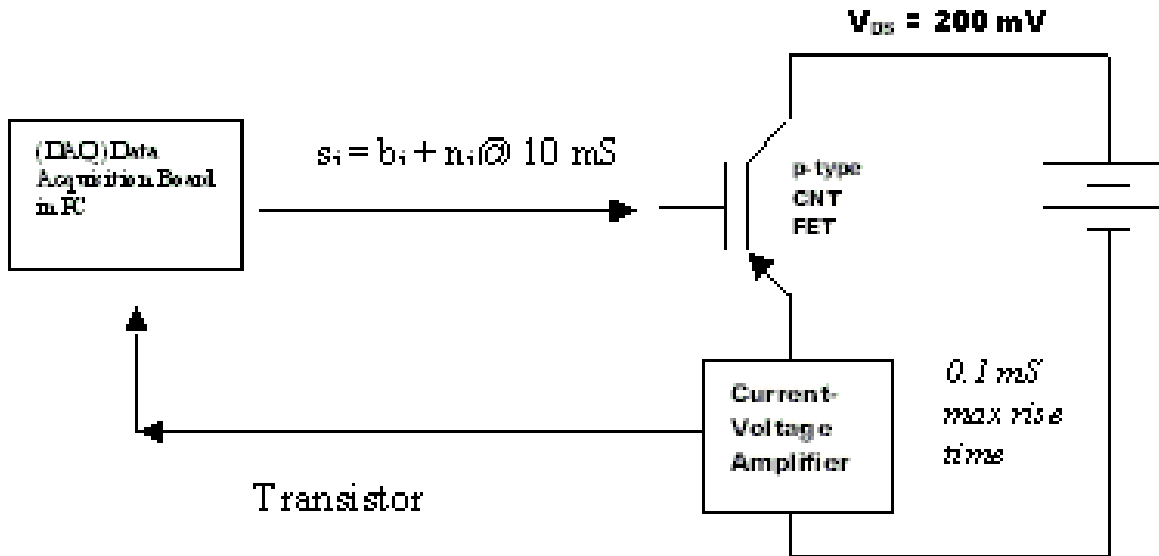 V_DS = 200 mV
(DAQ) Data
Acquisition Board
in PC
s_i = b_i + n_i @ 10 mS
p-type
CNT
FET
Current-
Voltage
Amplifier
0.1 mS
max rise
time
Transistor